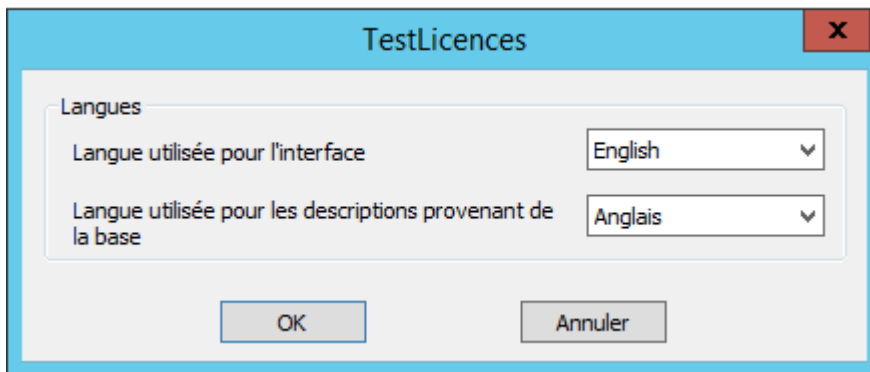 TestLicences
x
Langues
Langue utilisée pour l'interface
English
Langue utilisée pour les descriptions provenant de
la base
Anglais
OK
Annuler